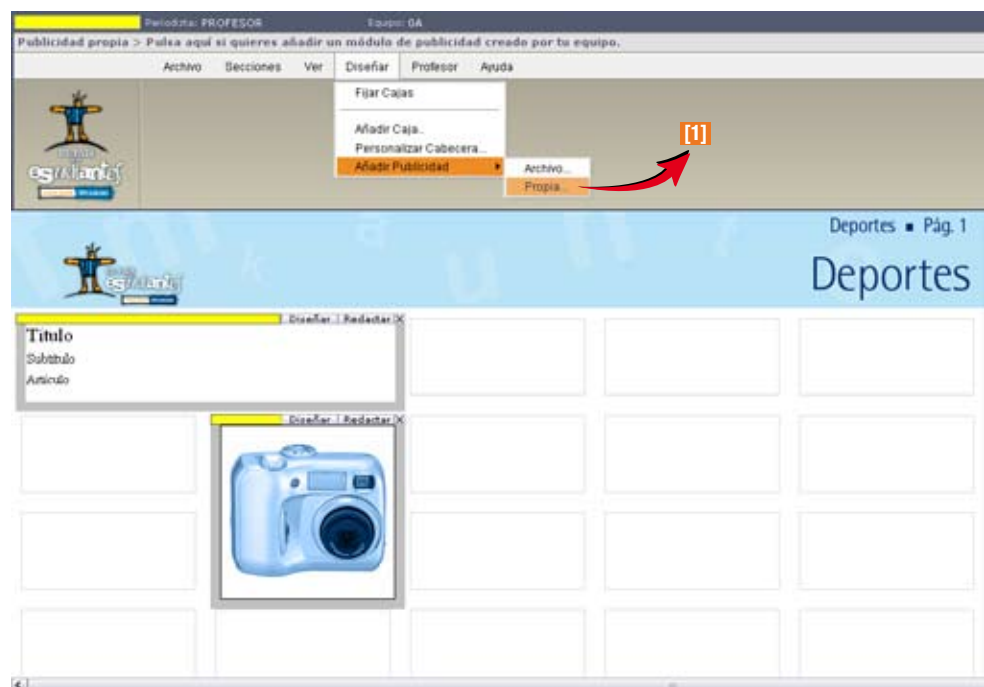 Periodista: PROFESOR Equipo: GA
Publicidad propia > Pulsa aquí si quieres añadir un módulo de publicidad creado por tu equipo.
Archivo Secciones Ver Diseñar Profesor Ayuda
Fijar Cajas
Añadir Caja..
Personalizar Cabecera...
Añadir Publicidad
Archivo...
Propia...
[1]
estudiantes
Deportes ▪ Pág. 1
estudiantes
Deportes
Diseñar | Redactar X
Título
Subtítulo
Artículo
Diseñar | Redactar X